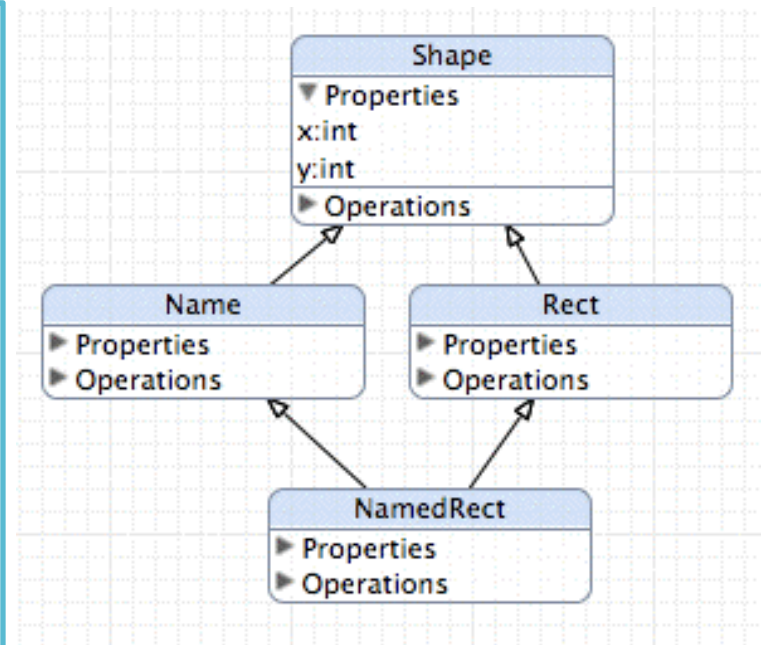 Shape
Properties
x:int
y:int
Operations
Name
Properties
Operations
Rect
Properties
Operations
NamedRect
Properties
Operations